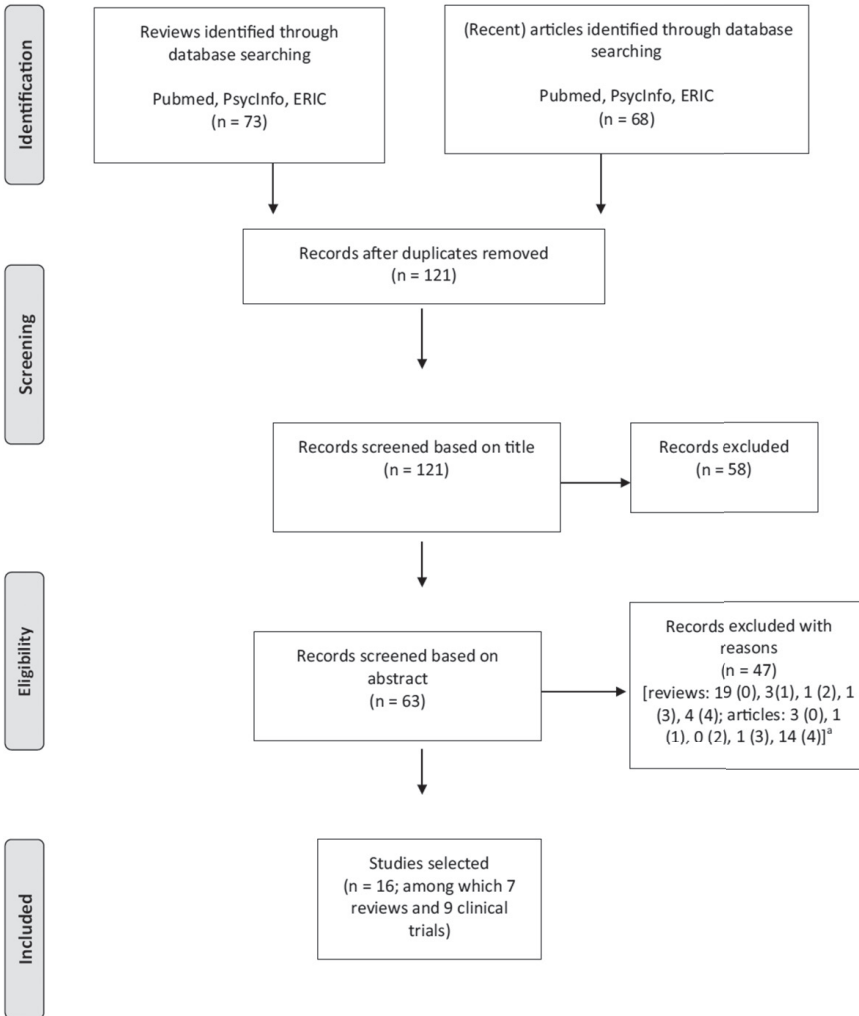 Identification
Reviews identified through
database searching
Pubmed, PsycInfo, ERIC
(n = 73)
(Recent) articles identified through database
searching
Pubmed, PsycInfo, ERIC
(n = 68)
Records after duplicates removed
(n = 121)
Screening
Records screened based on title
(n = 121)
Records excluded
(n = 58)
Eligibility
Records screened based on
abstract
(n = 63)
Records excluded with
reasons
(n = 47)
[reviews: 19 (0), 3(1), 1 (2), 1
(3), 4 (4); articles: 3 (0), 1
(1), 0 (2), 1 (3), 14 (4)]ª
Included
Studies selected
(n = 16; among which 7
reviews and 9 clinical
trials)